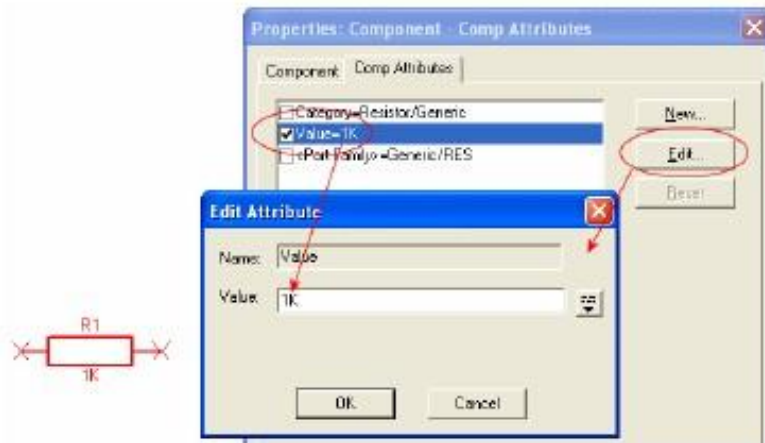 Properties: Component - Comp Attributes
Component
Comp Attributes
Category=Resistor/Generic
Value=1K
<Part Family>=Generic/RES
New...
Edit...
Reset
Edit Attribute
Name:
Value
Value:
1K
OK
Cancel
R1
1K